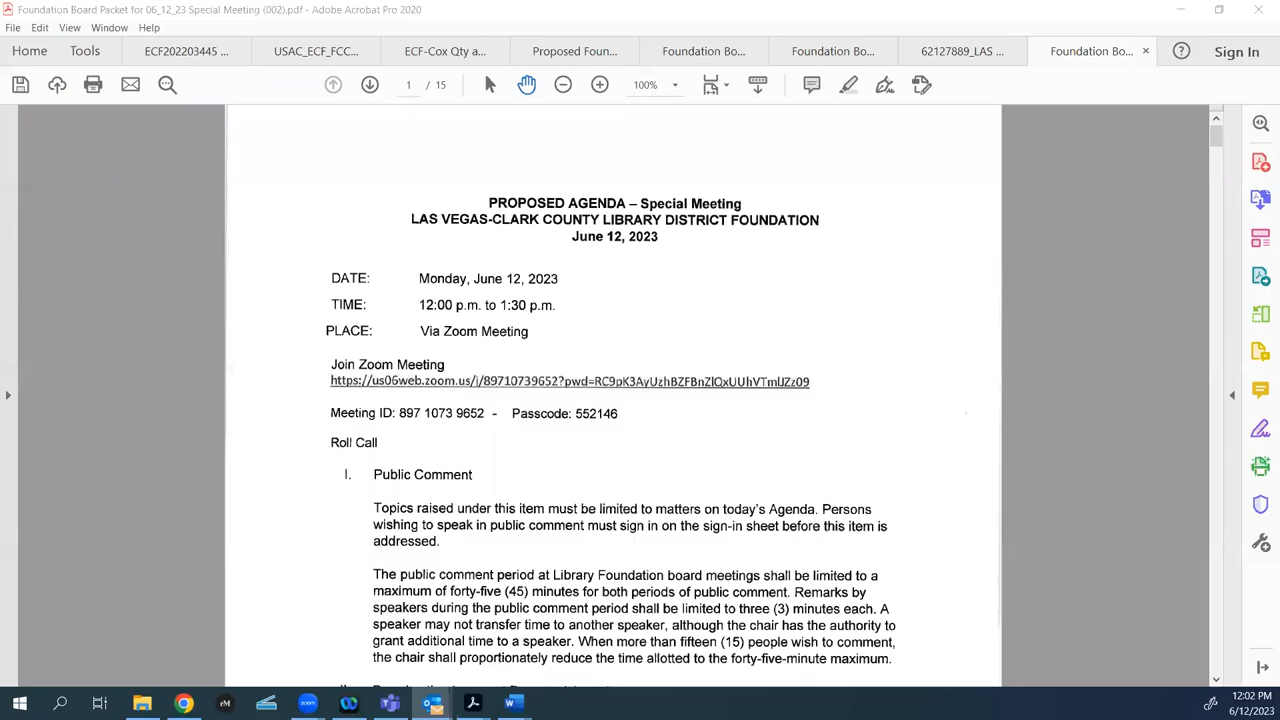 Foundation Board Packet for 06_12_23 Special Meeting (002).pdf - Adobe Acrobat Pro 2020
File Edit View Window Help
Home Tools ECF202203445 ... USAC_ECF_FCC... ECF-Cox Qty a... Proposed Foun... Foundation Bo... Foundation Bo... 62127889_LAS ... Foundation Bo... × Sign In
1 / 15 100%
PROPOSED AGENDA – Special Meeting
LAS VEGAS-CLARK COUNTY LIBRARY DISTRICT FOUNDATION
June 12, 2023
DATE: Monday, June 12, 2023
TIME: 12:00 p.m. to 1:30 p.m.
PLACE: Via Zoom Meeting
Join Zoom Meeting
https://us06web.zoom.us/j/89710739652?pwd=RC9pK3AyUzhBZFBnZlQxUUhVTmlJZz09
Meeting ID: 897 1073 9652 - Passcode: 552146
Roll Call
I. Public Comment
Topics raised under this item must be limited to matters on today's Agenda. Persons
wishing to speak in public comment must sign in on the sign-in sheet before this item is
addressed.
The public comment period at Library Foundation board meetings shall be limited to a
maximum of forty-five (45) minutes for both periods of public comment. Remarks by
speakers during the public comment period shall be limited to three (3) minutes each. A
speaker may not transfer time to another speaker, although the chair has the authority to
grant additional time to a speaker. When more than fifteen (15) people wish to comment,
the chair shall proportionately reduce the time allotted to the forty-five-minute maximum.
12:02 PM
6/12/2023